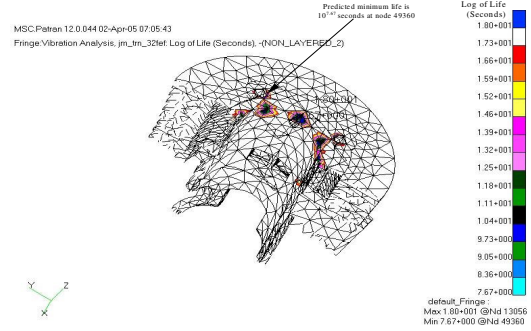 Predicted minimum life is
10^7.67 seconds at node 49360
Log of Life
(Seconds)
MSC.Patran 12.0.044 02-Apr-05 07:05:43
Fringe:Vibration Analysis, jm_trn_32fef: Log of Life (Seconds), -(NON_LAYERED_2)
1.80+001
1.73+001
1.66+001
1.59+001
1.52+001
1.46+001
1.39+001
1.32+001
1.25+001
1.18+001
1.11+001
1.04+001
9.73+000
9.05+000
8.36+000
7.67+000
Y
Z
X
default_Fringe :
Max 1.80+001 @Nd 13056
Min 7.67+000 @Nd 49360